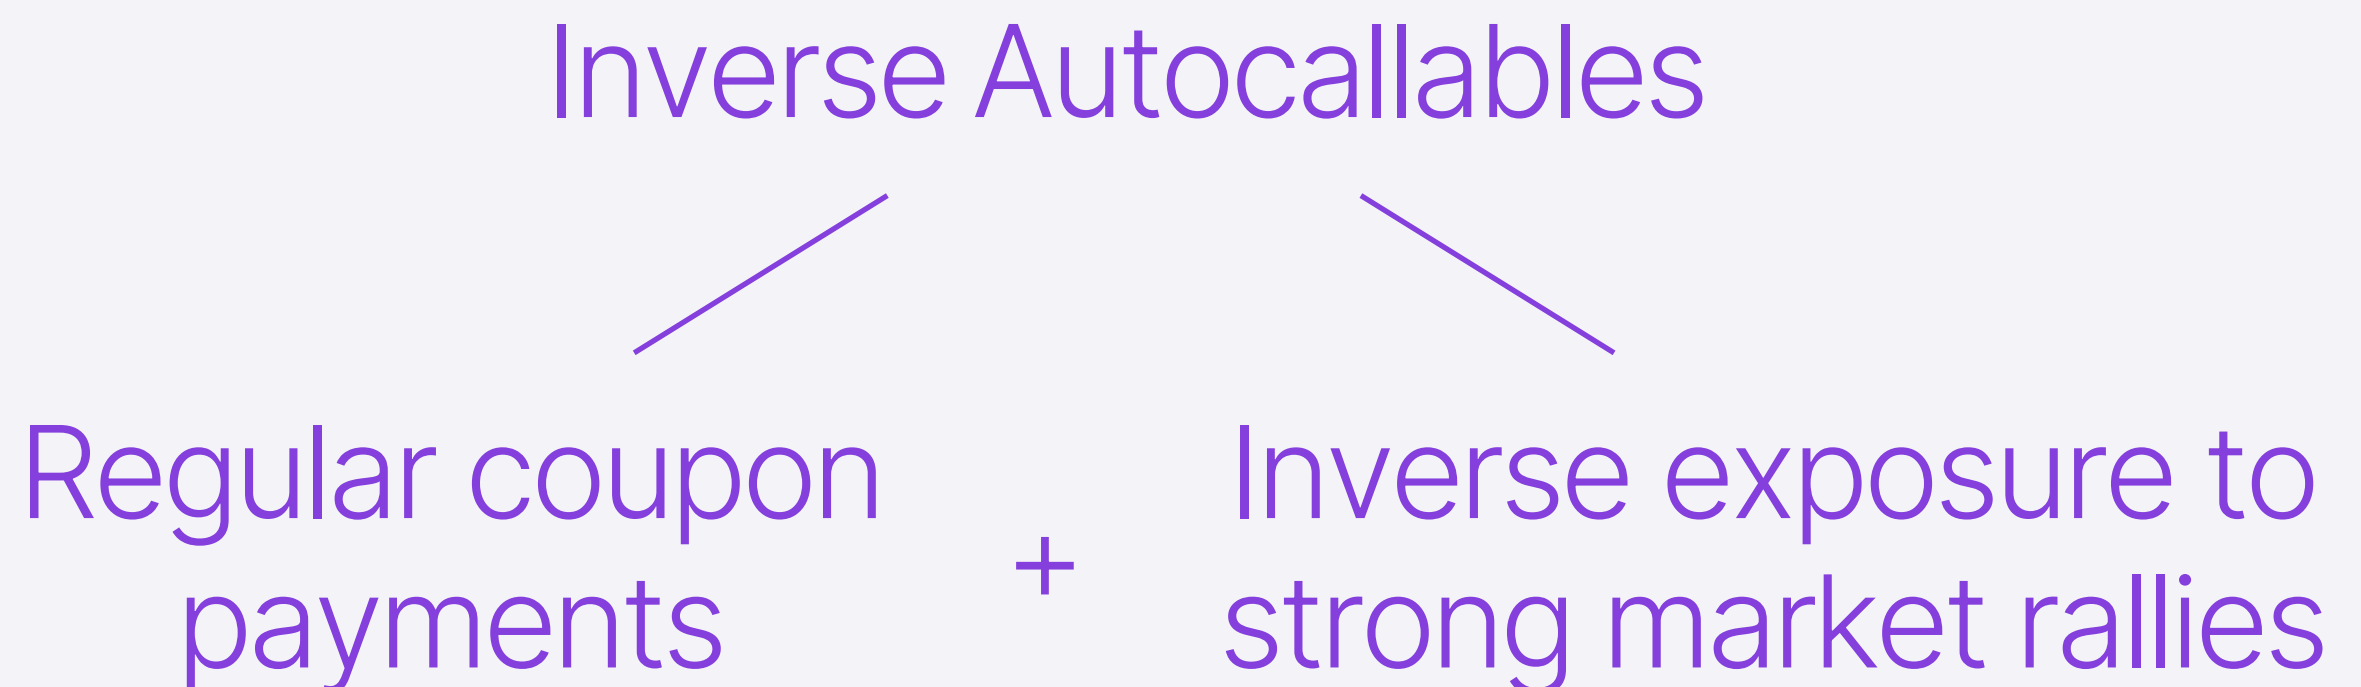 Inverse Autocallables
Regular coupon
payments
+
Inverse exposure to
strong market rallies